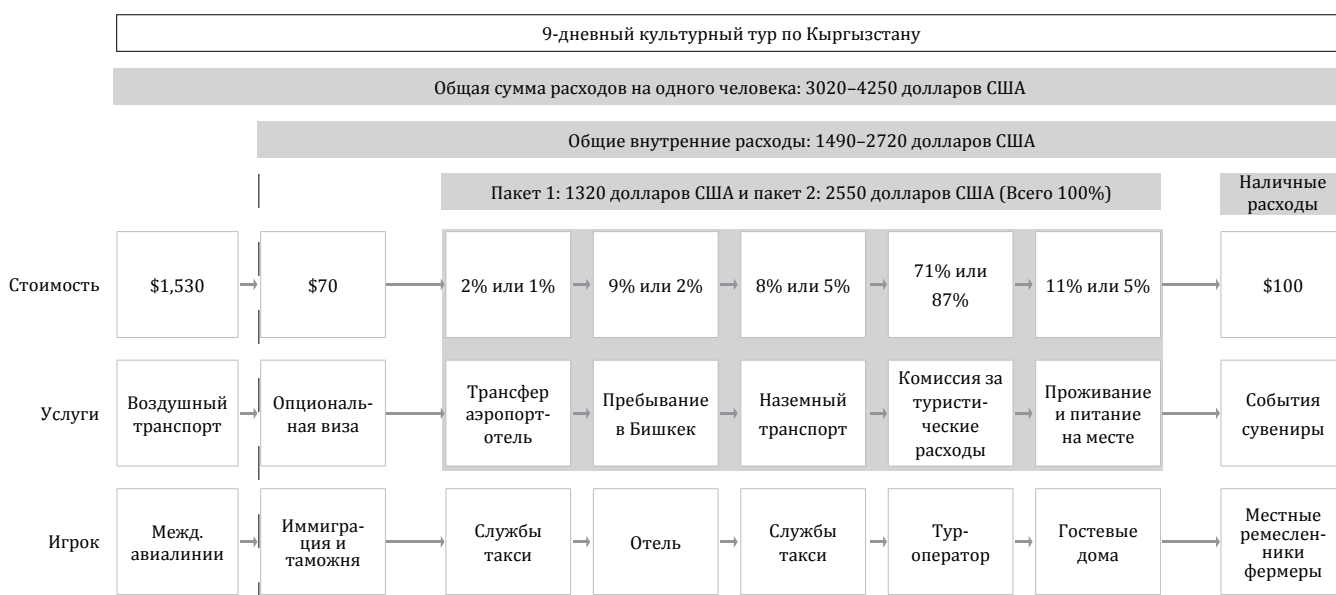 9-дневный культурный тур по Кыргызстану
Общая сумма расходов на одного человека: 3020–4250 долларов США
Общие внутренние расходы: 1490–2720 долларов США
Пакет 1: 1320 долларов США и пакет 2: 2550 долларов США (Всего 100%)
Наличные
расходы
Стоимость
$1,530
$70
2% или 1%
9% или 2%
8% или 5%
71% или
87%
11% или 5%
$100
Услуги
Воздушный
транспорт
Опциональ-
ная виза
Трансфер
аэропорт-
отель
Пребывание
в Бишкек
Наземный
транспорт
Комиссия за
туристи-
ческие
расходы
Проживание
и питание
на месте
События
сувениры
Игрок
Межд.
авиалинии
Иммигра-
ция и
таможня
Службы
такси
Отель
Службы
такси
Тур-
оператор
Гостевые
дома
Местные
ремеслен-
ники
фермеры